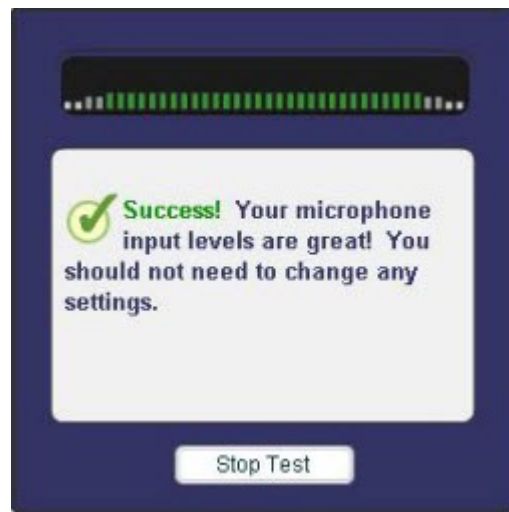 Success! Your microphone
input levels are great! You
should not need to change any
settings.
Stop Test